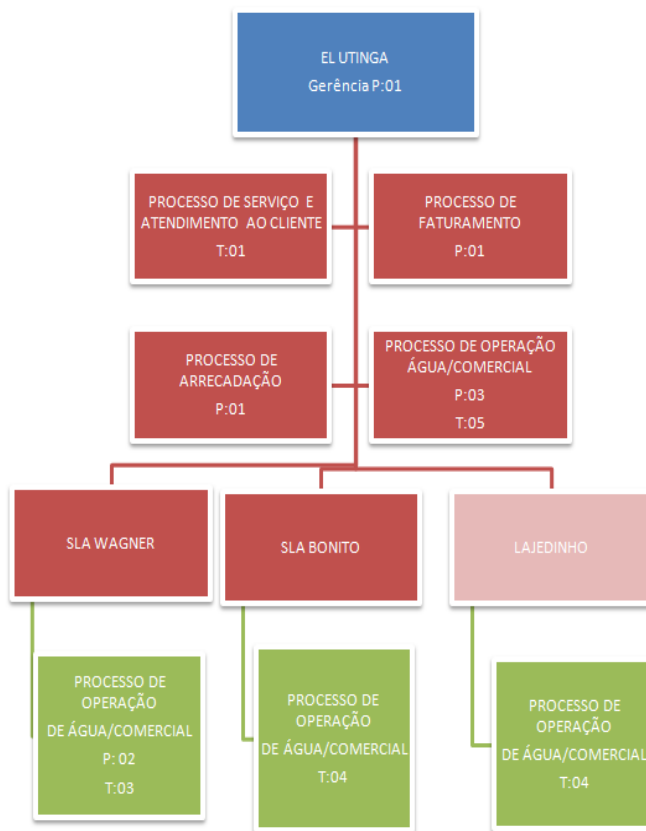 EL UTINGA
Gerência P:01
PROCESSO DE SERVIÇO E
ATENDIMENTO AO CLIENTE
T:01
PROCESSO DE
FATURAMENTO
P:01
PROCESSO DE
ARRECADAÇÃO
P:01
PROCESSO DE OPERAÇÃO
ÁGUA/COMERCIAL
P:03
T:05
SLA WAGNER
SLA BONITO
LAJEDINHO
PROCESSO DE
OPERAÇÃO
DE ÁGUA/COMERCIAL
P: 02
T:03
PROCESSO DE
OPERAÇÃO
DE ÁGUA/COMERCIAL
T:04
PROCESSO DE
OPERAÇÃO
DE ÁGUA/COMERCIAL
T:04